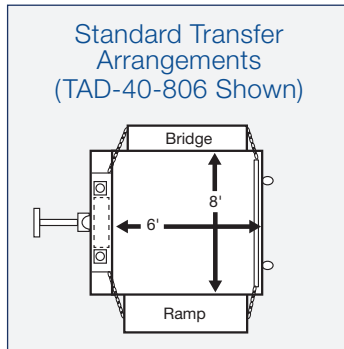 Standard Transfer
Arrangements
(TAD-40-806 Shown)
Bridge
8'
6'
Ramp